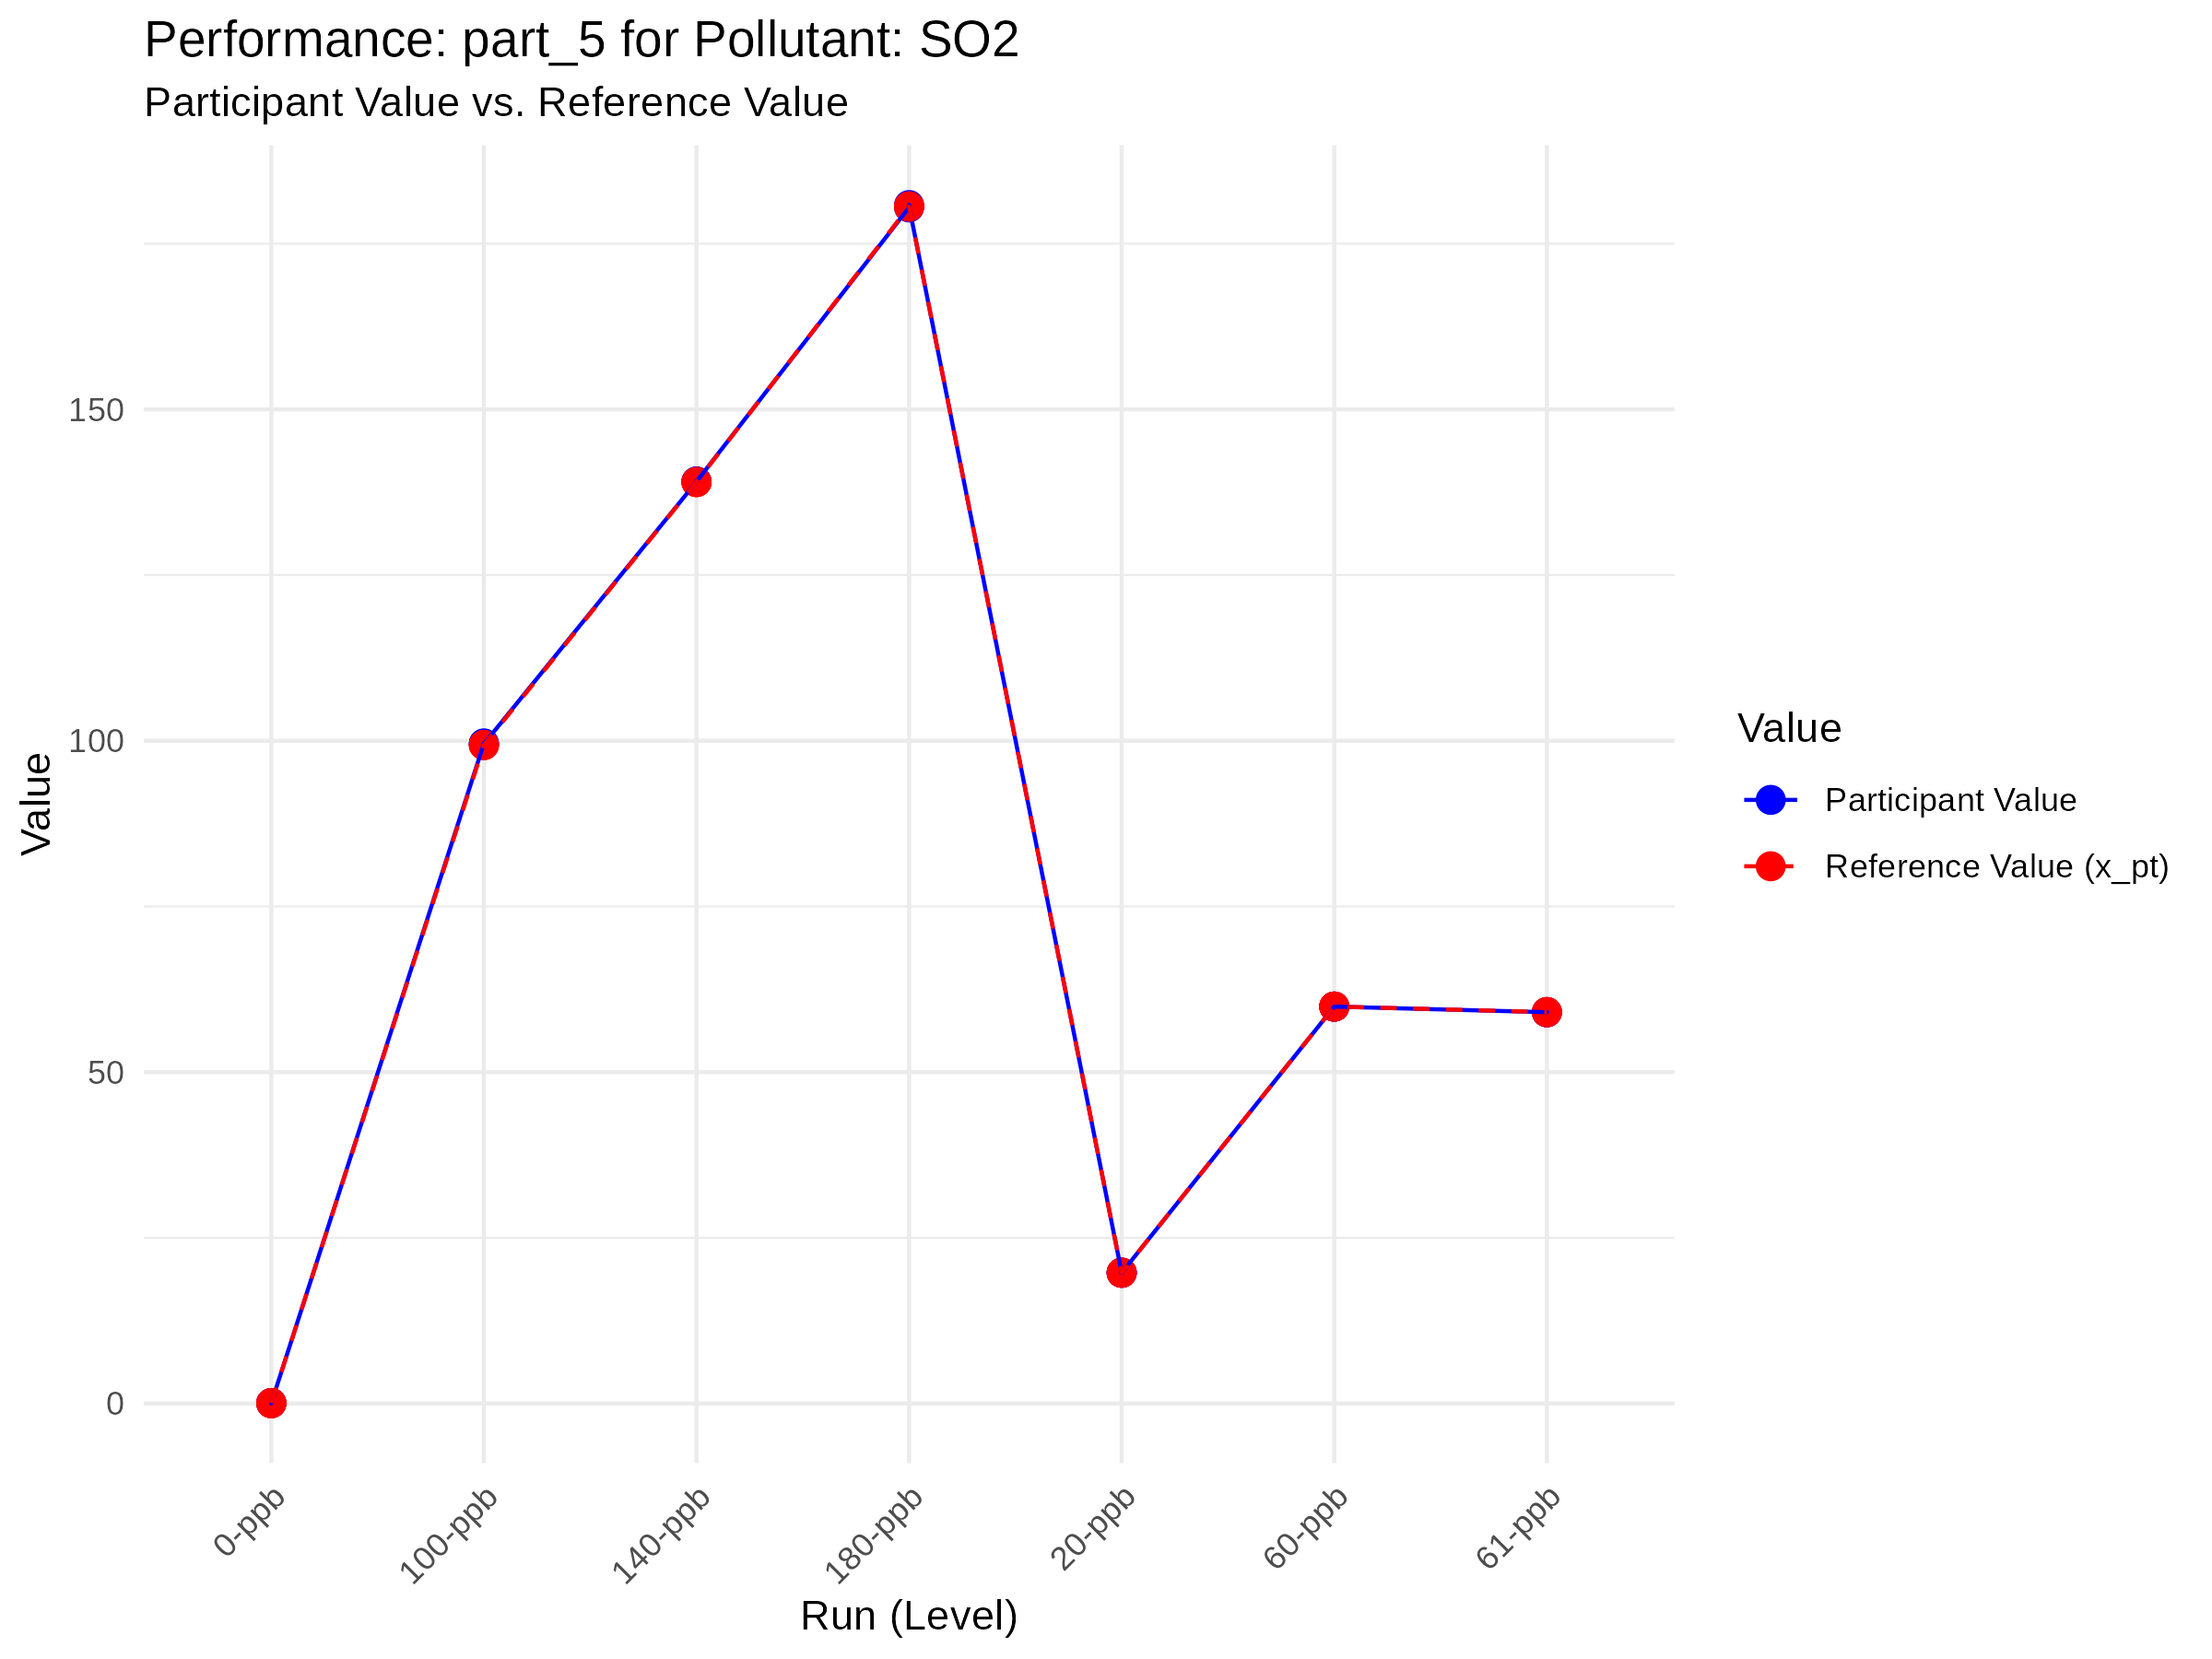 Performance: part_5 for Pollutant: SO2
Participant Value vs. Reference Value
Value
150
100
50
0
0-ppb
100-ppb
140-ppb
180-ppb
20-ppb
60-ppb
61-ppb
Run (Level)
Value
Participant Value
Reference Value (x_pt)